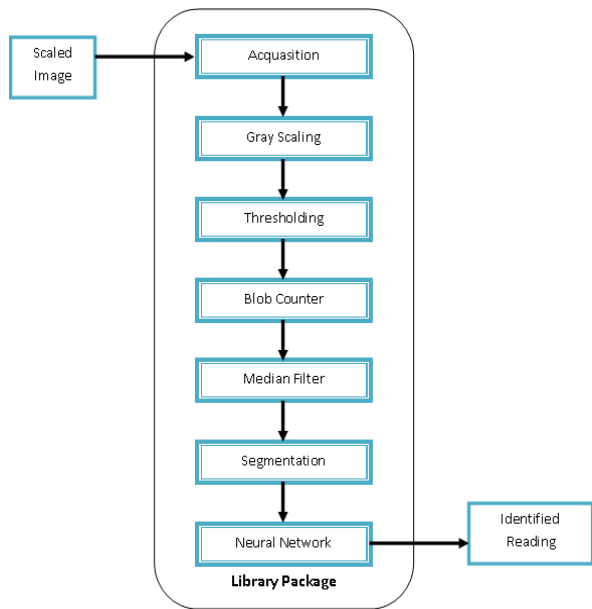 Scaled
Image
Acquasition
Gray Scaling
Thresholding
Blob Counter
Median Filter
Segmentation
Neural Network
Identified
Reading
Library Package